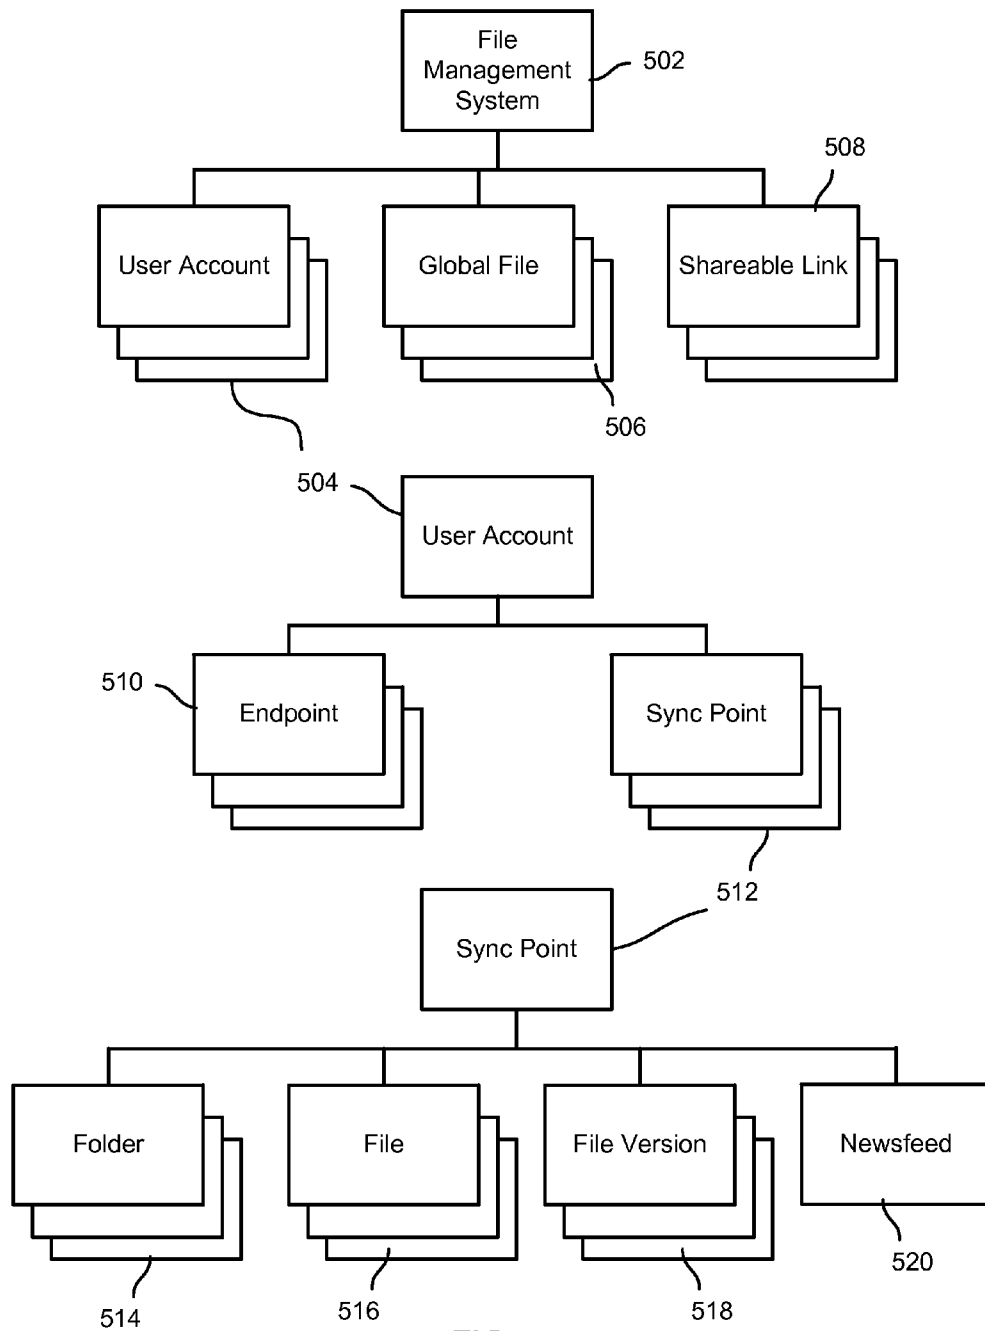 File
Management
System
502
508
User Account
Global File
Shareable Link
506
504
User Account
510
Endpoint
Sync Point
512
Sync Point
Folder
File
File Version
Newsfeed
520
514
516
518